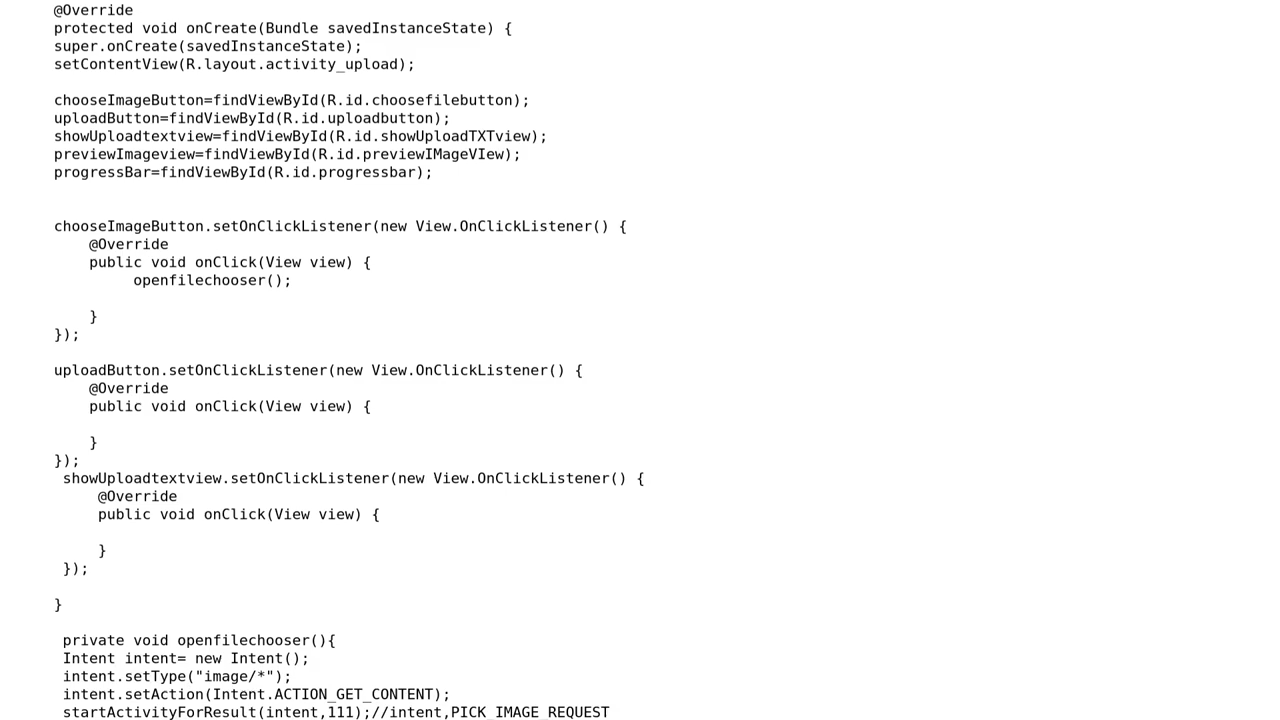 @Override
protected void onCreate(Bundle savedInstanceState) {
super.onCreate(savedInstanceState);
setContentView(R.layout.activity_upload);
chooseImageButton=findViewById(R.id.choosefilebutton);
uploadButton=findViewById(R.id.uploadbutton);
showUploadtextview=findViewById(R.id.showUploadTXTview);
previewImageview=findViewById(R.id.previewIMageVIew);
progressBar=findViewById(R.id.progressbar);
chooseImageButton.setOnClickListener(new View.OnClickListener() {
@Override
public void onClick(View view) {
openfilechooser();
}
});
uploadButton.setOnClickListener(new View.OnClickListener() {
@Override
public void onClick(View view) {
}
});
showUploadtextview.setOnClickListener(new View.OnClickListener() {
@Override
public void onClick(View view) {
}
});
}
private void openfilechooser(){
Intent intent= new Intent();
intent.setType("image/*");
intent.setAction(Intent.ACTION_GET_CONTENT);
startActivityForResult(intent,111);//intent,PICK_IMAGE_REQUEST